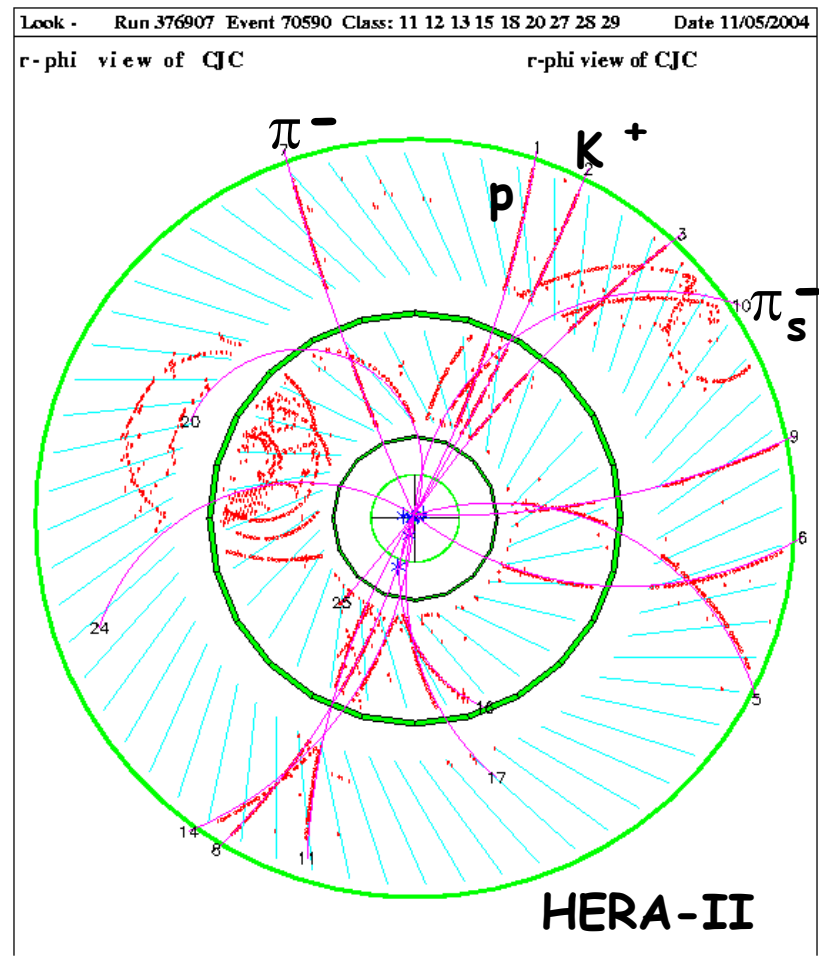 Look - Run 376907 Event 70590 Class: 11 12 13 15 18 20 27 28 29 Date 11/05/2004
r-phi view of CJC r-phi view of CJC
π⁻ 1 K⁺
7 2
p
3
10 πₛ⁻
20
9
6
25
24
5
16
17
14
8
11
HERA-II